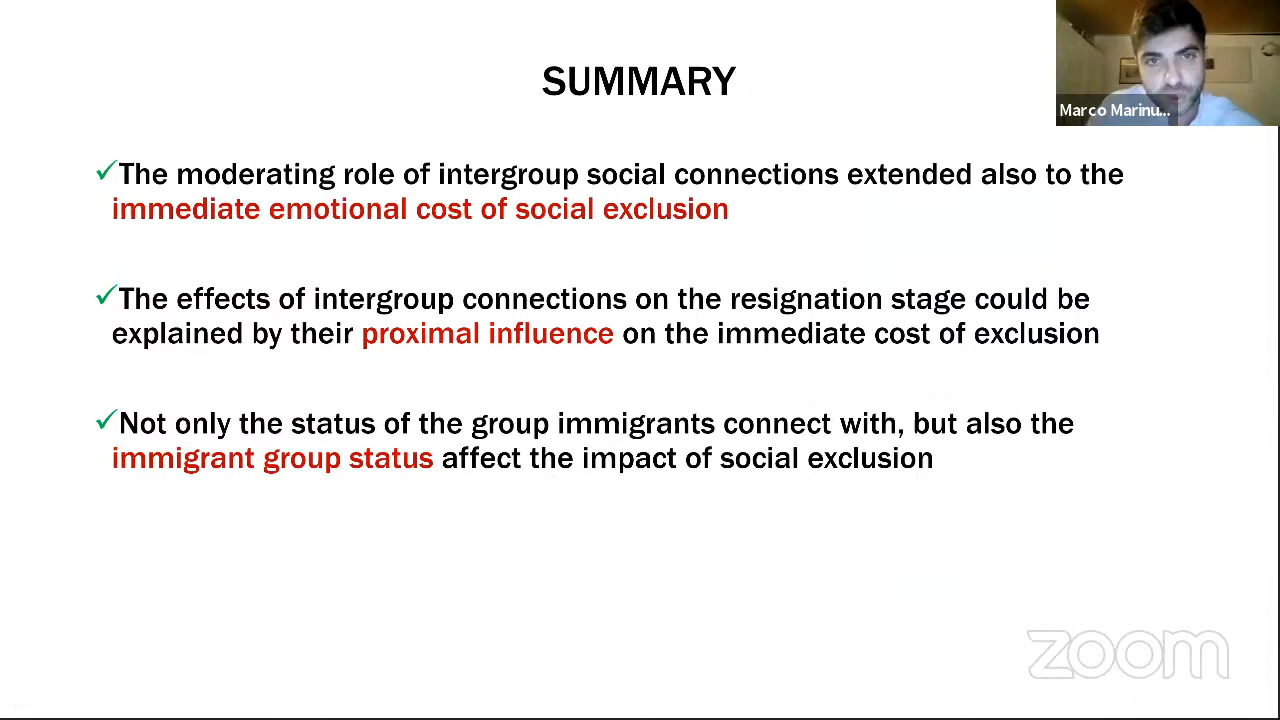 SUMMARY
Marco Marinu...
✓The moderating role of intergroup social connections extended also to the
immediate emotional cost of social exclusion
✓The effects of intergroup connections on the resignation stage could be
explained by their proximal influence on the immediate cost of exclusion
✓Not only the status of the group immigrants connect with, but also the
immigrant group status affect the impact of social exclusion
zoom